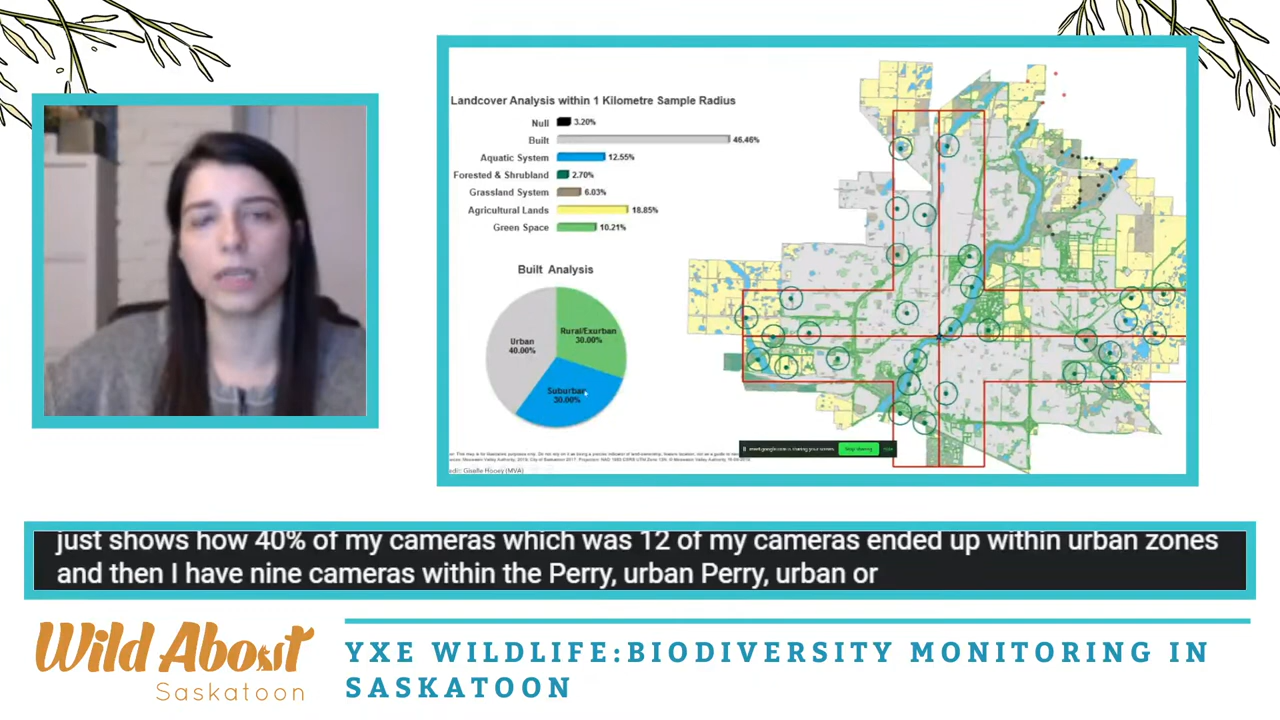 Landcover Analysis within 1 Kilometre Sample Radius
Null 3.20%
Built 46.46%
Aquatic System 12.55%
Forested & Shrubland 2.70%
Grassland System 6.03%
Agricultural Lands 18.85%
Green Space 10.21%
Built Analysis
Urban 40.00%
Rural/Exurban 30.00%
Suburban 30.00%
Giselle Hooey (MVA)
just shows how 40% of my cameras which was 12 of my cameras ended up within urban zones
and then I have nine cameras within the Perry, urban Perry, urban or
Wild About
Saskatoon
YXE WILDLIFE:BIODIVERSITY MONITORING IN
SASKATOON